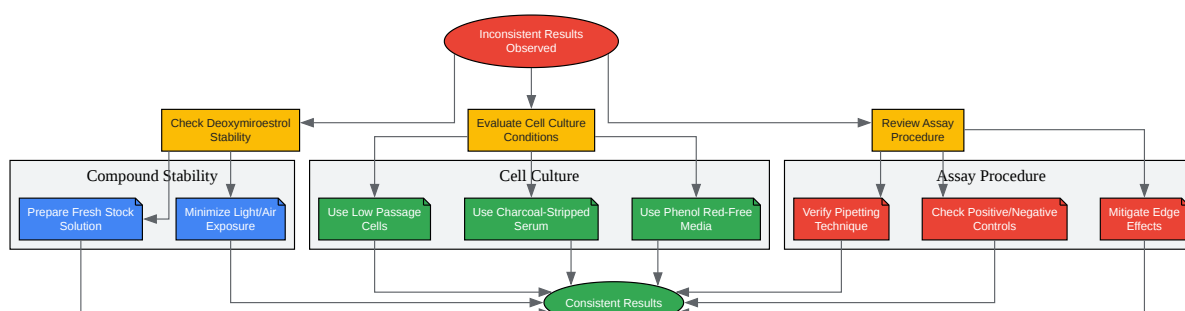 Inconsistent Results
Observed
Check Deoxymiroestrol
Stability
Evaluate Cell Culture
Conditions
Review Assay
Procedure
Compound Stability
Cell Culture
Assay Procedure
Prepare Fresh Stock
Solution
Minimize Light/Air
Exposure
Use Low Passage
Cells
Use Charcoal-Stripped
Serum
Use Phenol Red-Free
Media
Verify Pipetting
Technique
Check Positive/Negative
Controls
Mitigate Edge
Effects
Consistent Results